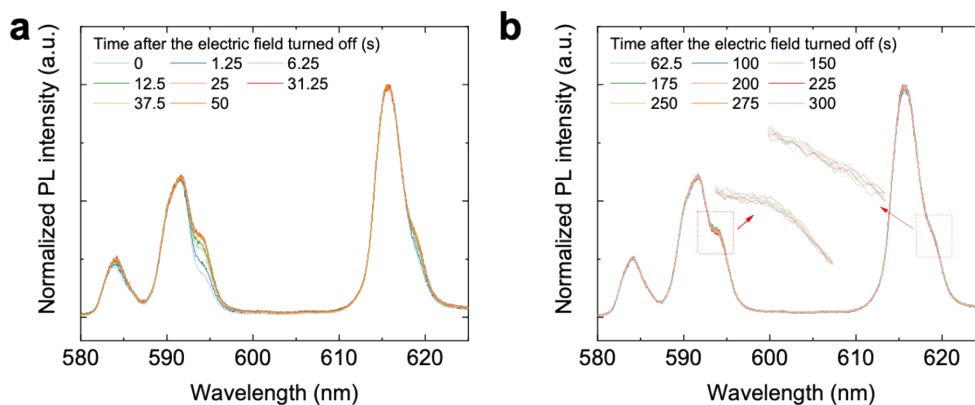 a
Time after the electric field turned off (s)
0 1.25 6.25
12.5 25 31.25
37.5 50
Normalized PL intensity (a.u.)
580 590 600 610 620
Wavelength (nm)
b
Time after the electric field turned off (s)
62.5 100 150
175 200 225
250 275 300
Normalized PL intensity (a.u.)
580 590 600 610 620
Wavelength (nm)